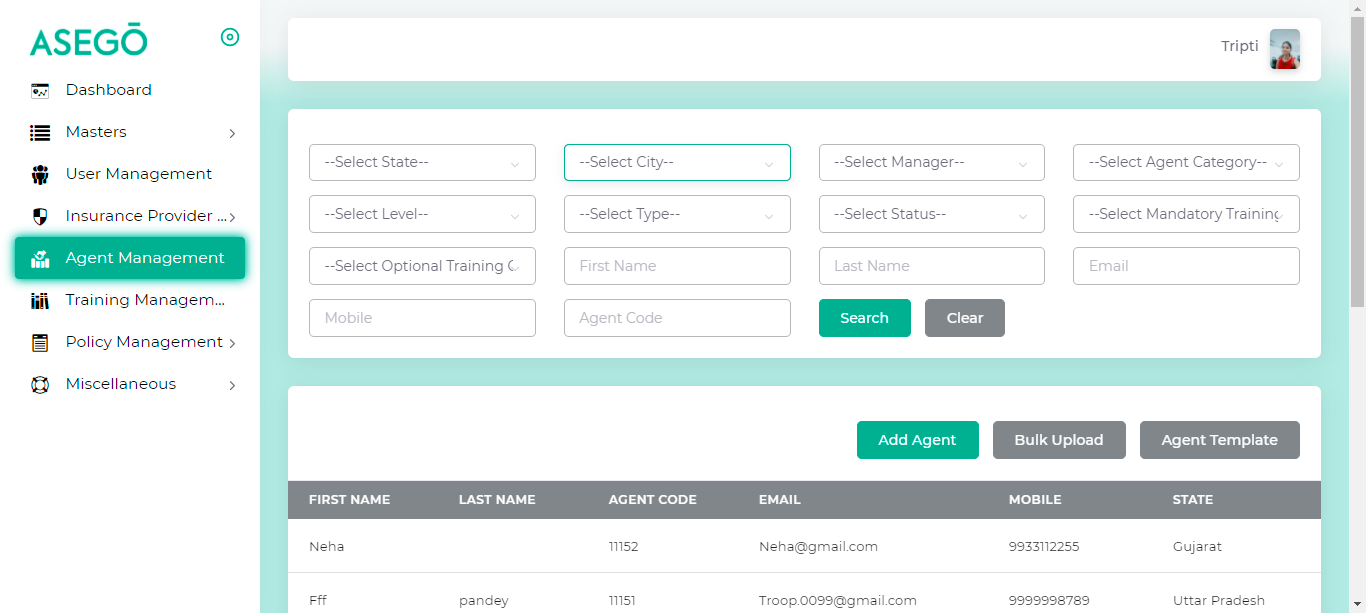 ASEGŌ
Tripti
Dashboard
Masters
User Management
Insurance Provider ...
Agent Management
Training Managem...
Policy Management
Miscellaneous
--Select State--
--Select City--
--Select Manager--
--Select Agent Category--
--Select Level--
--Select Type--
--Select Status--
--Select Mandatory Training
--Select Optional Training C
First Name
Last Name
Email
Mobile
Agent Code
Search
Clear
Add Agent
Bulk Upload
Agent Template
FIRST NAME LAST NAME AGENT CODE EMAIL MOBILE STATE
Neha 11152 Neha@gmail.com 9933112255 Gujarat
Fff pandey 11151 Troop.0099@gmail.com 9999998789 Uttar Pradesh